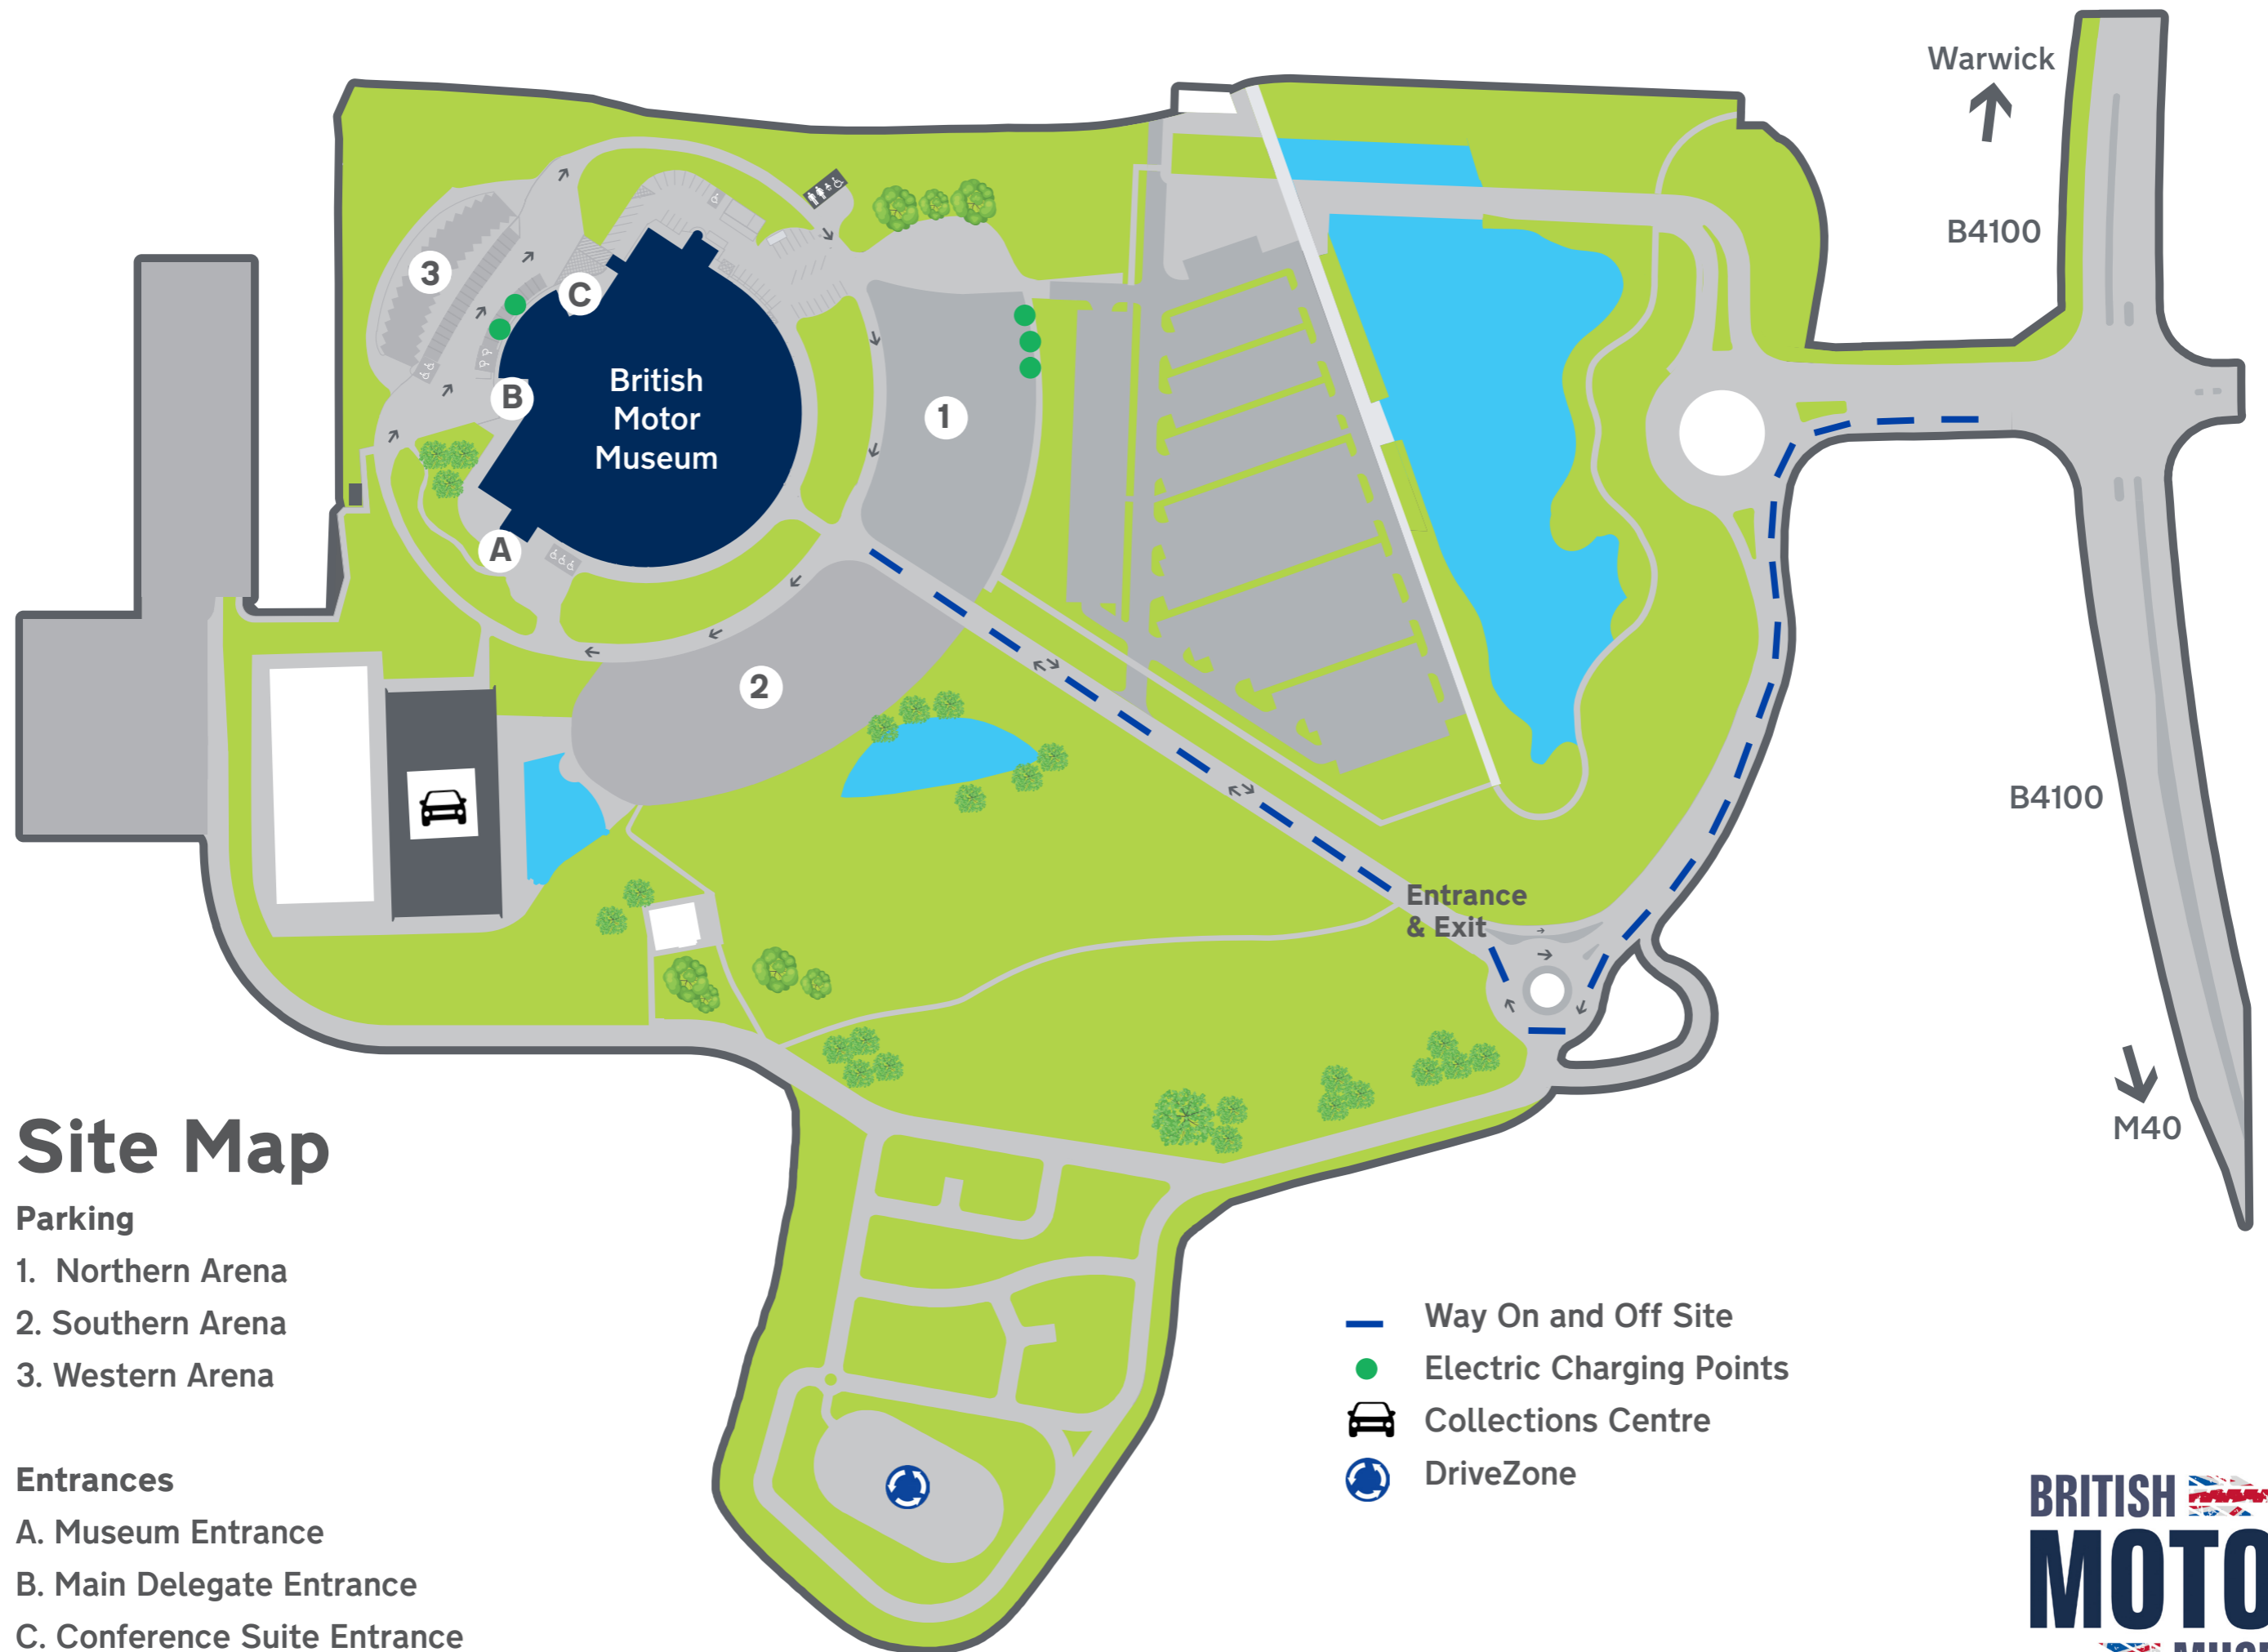 Warwick
B4100
3
C
B
British
Motor
Museum
1
A
2
B4100
Entrance
& Exit
M40
Site Map
Parking
1. Northern Arena
2. Southern Arena
3. Western Arena
Entrances
A. Museum Entrance
B. Main Delegate Entrance
C. Conference Suite Entrance
Way On and Off Site
Electric Charging Points
Collections Centre
DriveZone
BRITISH
MOTO